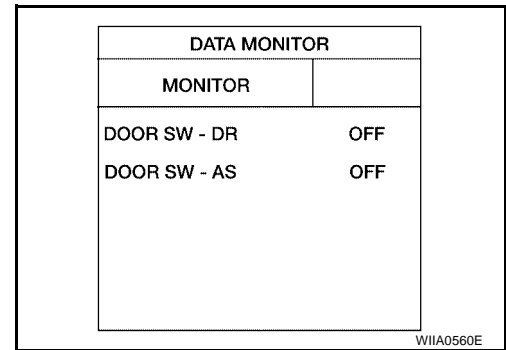 DATA MONITOR
MONITOR
DOOR SW - DR OFF
DOOR SW - AS OFF
WIIA0560E